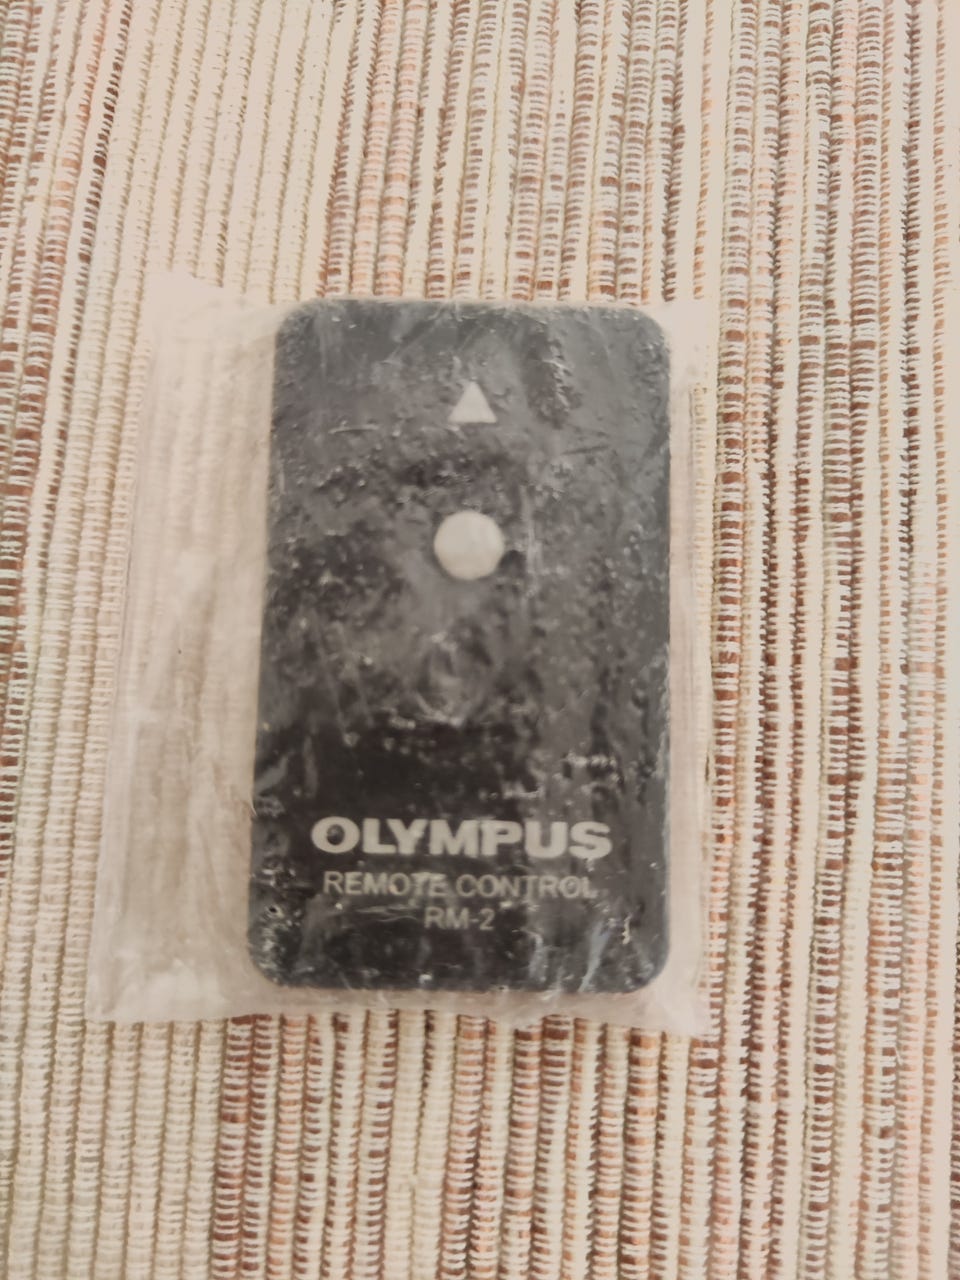 OLYMPUS
REMOTE CONTROL
RM-2